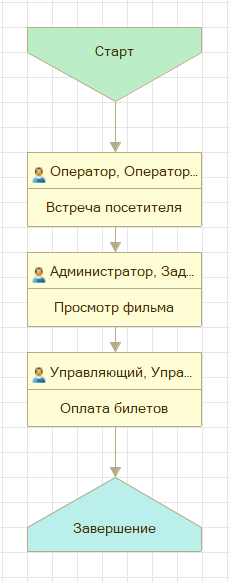 Старт
Оператор, Оператор...
Встреча посетителя
Администратор, Зад...
Просмотр фильма
Управляющий, Упра...
Оплата билетов
Завершение